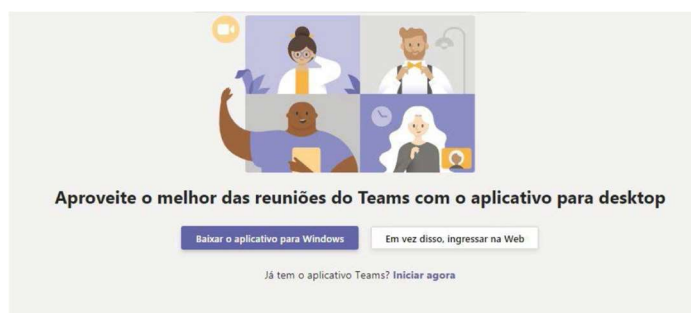 Aproveite o melhor das reuniões do Teams com o aplicativo para desktop
Baixar o aplicativo para Windows
Em vez disso, ingressar na Web
Já tem o aplicativo Teams? Iniciar agora